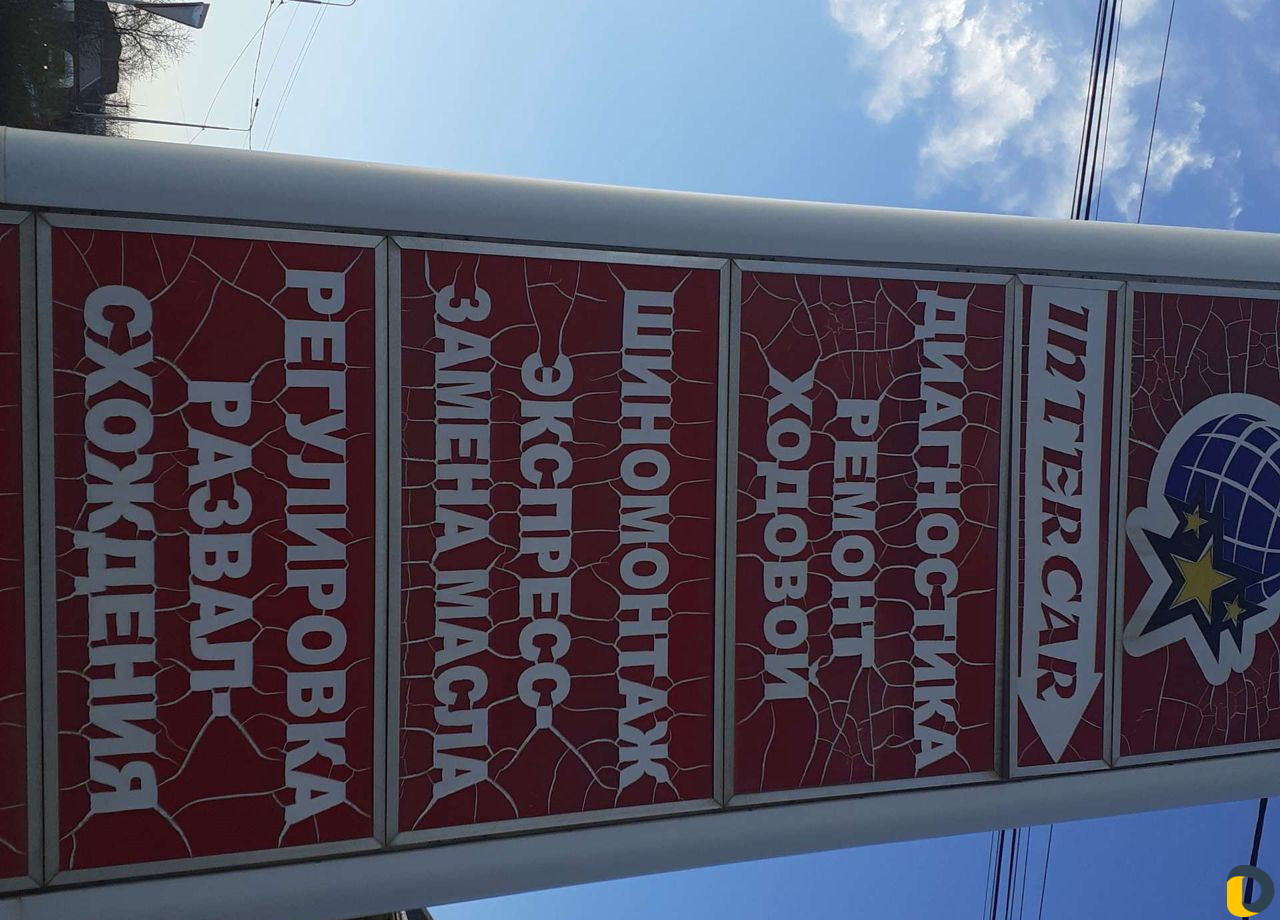 INTERCAR
ДИАГНОСТИКА
РЕМОНТ
ХОДОВОЙ
ШИНОМОНТАЖ
ЭКСПРЕСС-
ЗАМЕНА МАСЛА
РЕГУЛИРОВКА
РАЗВАЛ-
СХОЖДЕНИЯ